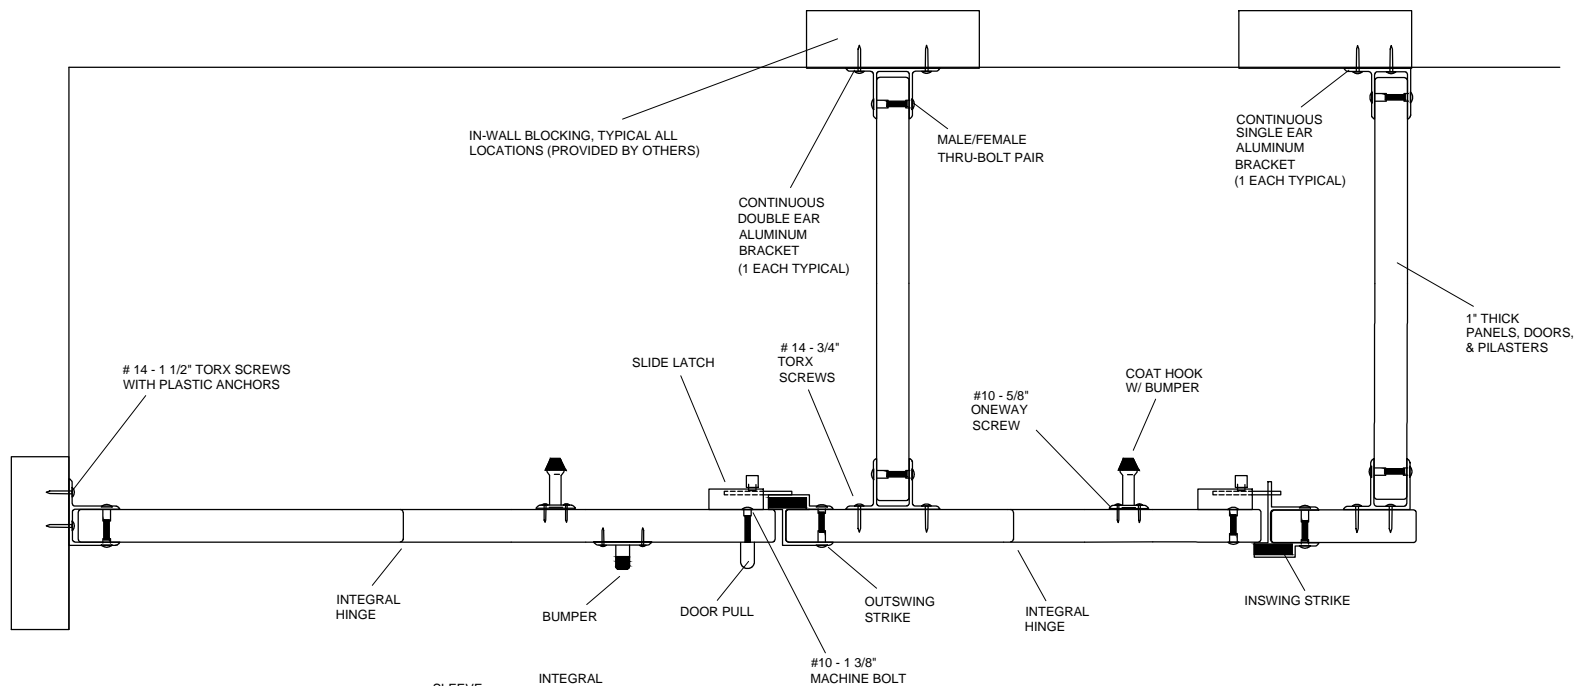 IN-WALL BLOCKING, TYPICAL ALL
LOCATIONS (PROVIDED BY OTHERS)
MALE/FEMALE
THRU-BOLT PAIR
CONTINUOUS
SINGLE EAR
ALUMINUM
BRACKET
(1 EACH TYPICAL)
CONTINUOUS
DOUBLE EAR
ALUMINUM
BRACKET
(1 EACH TYPICAL)
1" THICK
PANELS, DOORS,
& PILASTERS
# 14 - 1 1/2" TORX SCREWS
WITH PLASTIC ANCHORS
SLIDE LATCH
# 14 - 3/4"
TORX
SCREWS
#10 - 5/8"
ONEWAY
SCREW
COAT HOOK
W/ BUMPER
INTEGRAL
HINGE
BUMPER
DOOR PULL
OUTSWING
STRIKE
INTEGRAL
HINGE
INSWING STRIKE
#10 - 1 3/8"
MACHINE BOLT
INTEGRAL
SLEEVE